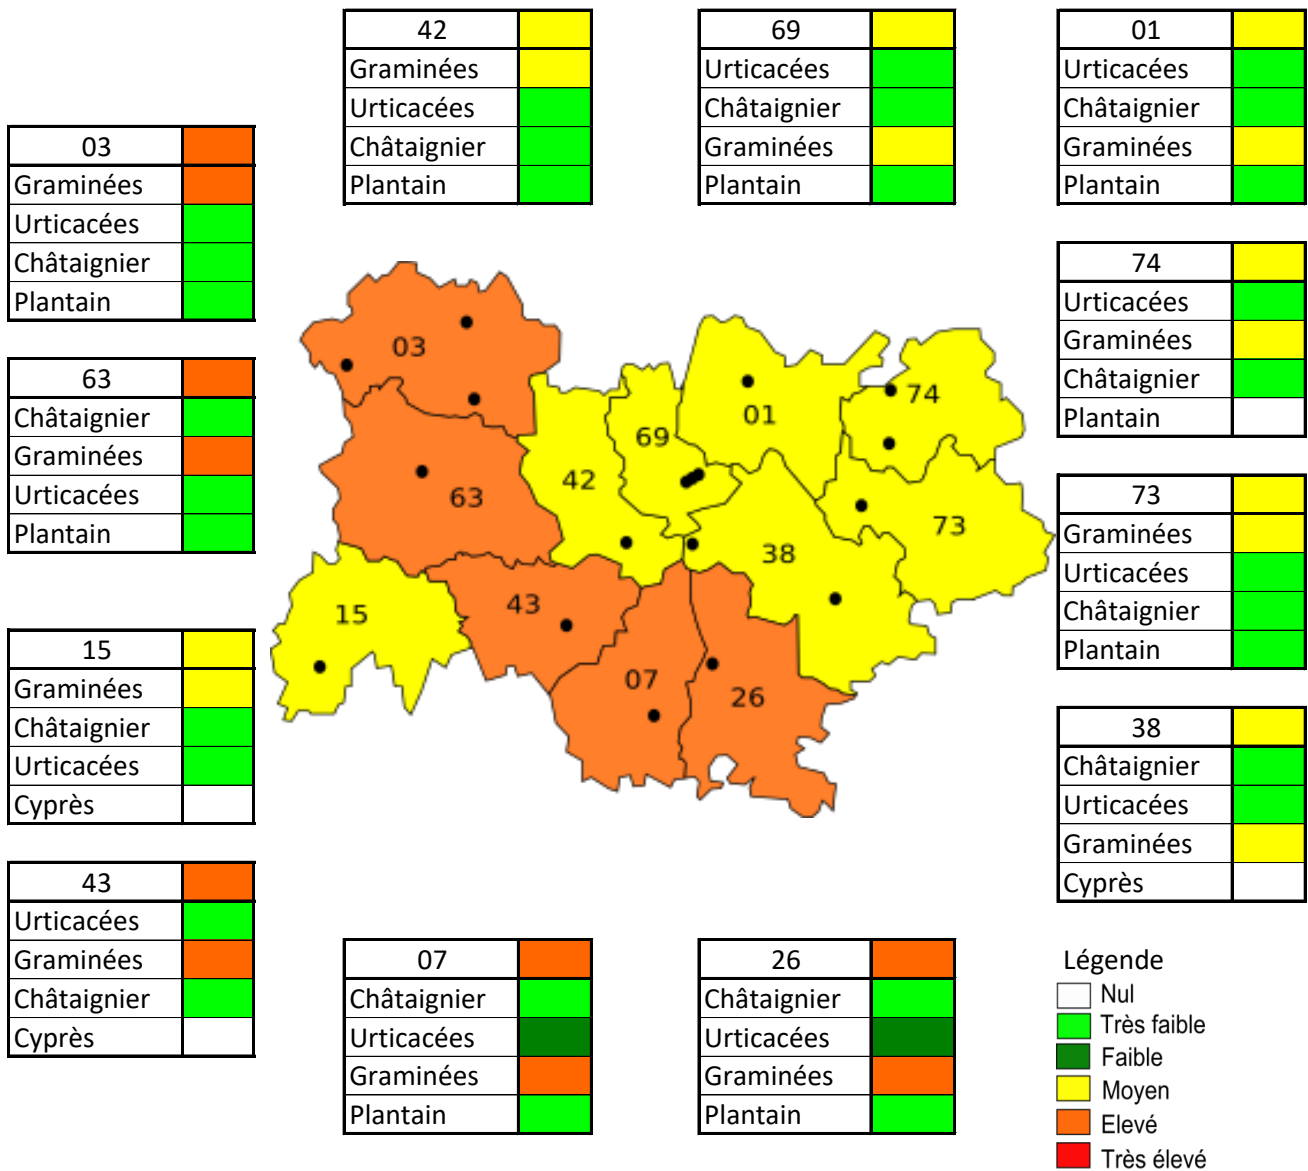 42
Graminées
Urticacées
Châtaignier
Plantain
69
Urticacées
Châtaignier
Graminées
Plantain
01
Urticacées
Châtaignier
Graminées
Plantain
03
Graminées
Urticacées
Châtaignier
Plantain
63
Châtaignier
Graminées
Urticacées
Plantain
15
Graminées
Châtaignier
Urticacées
Cyprès
43
Urticacées
Graminées
Châtaignier
Cyprès
03
63
15
43
42
69
01
74
73
38
07
26
74
Urticacées
Graminées
Châtaignier
Plantain
73
Graminées
Urticacées
Châtaignier
Plantain
38
Châtaignier
Urticacées
Graminées
Cyprès
07
Châtaignier
Urticacées
Graminées
Plantain
26
Châtaignier
Urticacées
Graminées
Plantain
Légende
Nul
Très faible
Faible
Moyen
Elevé
Très élevé